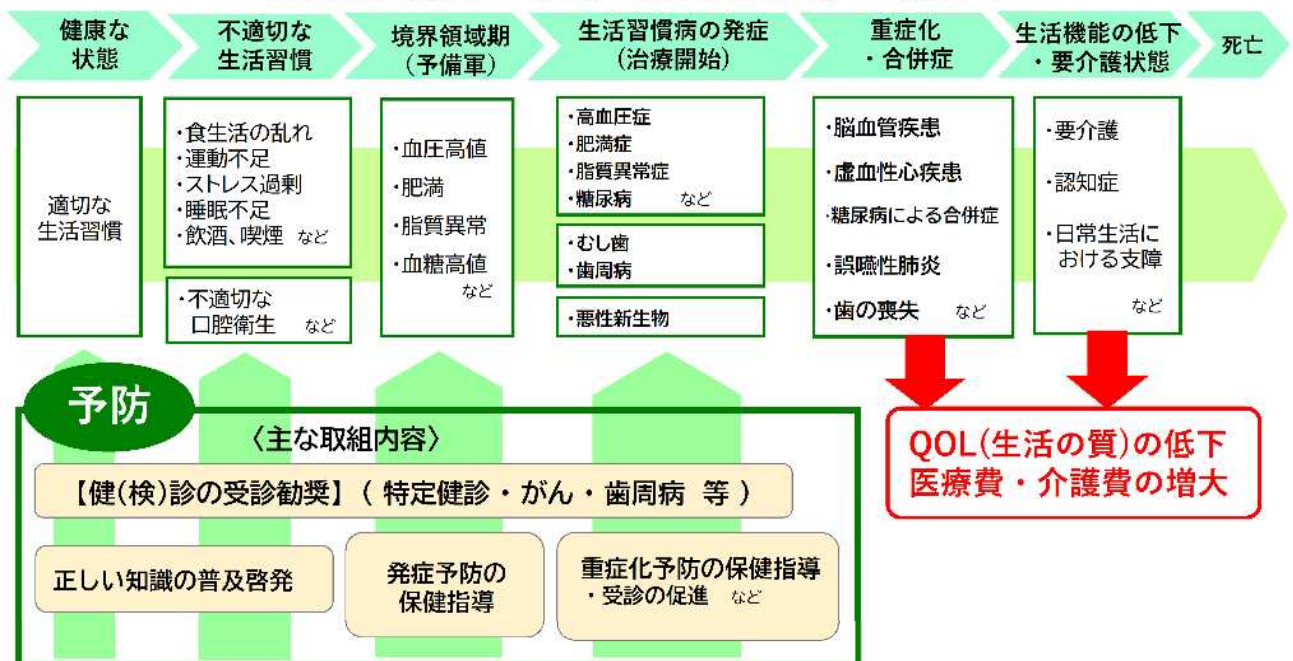 健康な
状態
不適切な
生活習慣
境界領域期
(予備軍)
生活習慣病の発症
(治療開始)
重症化
・合併症
生活機能の低下
・要介護状態
死亡
適切な
生活習慣
・食生活の乱れ
・運動不足
・ストレス過剰
・睡眠不足
・飲酒、喫煙 など
・不適切な
口腔衛生 など
・血圧高値
・肥満
・脂質異常
・血糖高値
など
・高血圧症
・肥満症
・脂質異常症
・糖尿病 など
・むし歯
・歯周病
・悪性新生物
・脳血管疾患
・虚血性心疾患
・糖尿病による合併症
・誤嚥性肺炎
・歯の喪失 など
・要介護
・認知症
・日常生活に
おける支障
など
予防
〈主な取組内容〉
【健(検)診の受診勧奨】(特定健診・がん・歯周病 等)
正しい知識の普及啓発
発症予防の
保健指導
重症化予防の保健指導
・受診の促進 など
QOL(生活の質)の低下
医療費・介護費の増大